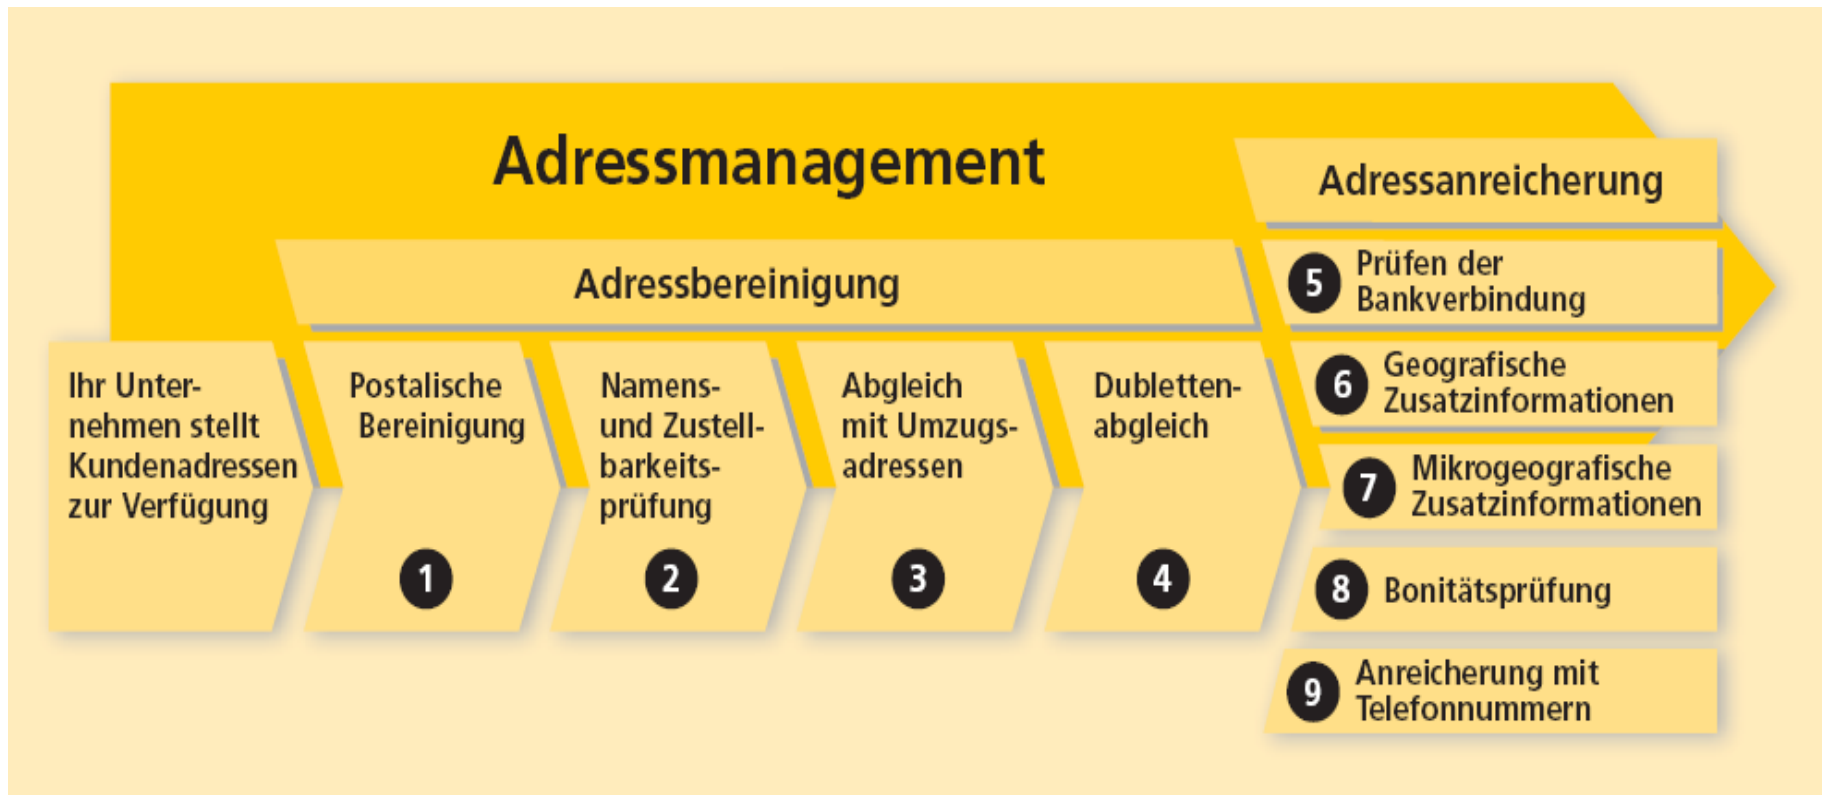 Adressmanagement
Adressbereinigung
Ihr Unter-
nehmen stellt
Kundenadressen
zur Verfügung
Postalische
Bereinigung
1
Namens-
und Zustell-
barkeits-
prüfung
2
Abgleich
mit Umzugs-
adressen
3
Dubletten-
abgleich
4
Adressanreicherung
5 Prüfen der
Bankverbindung
6 Geografische
Zusatzinformationen
7 Mikrogeografische
Zusatzinformationen
8 Bonitätsprüfung
9 Anreicherung mit
Telefonnummern